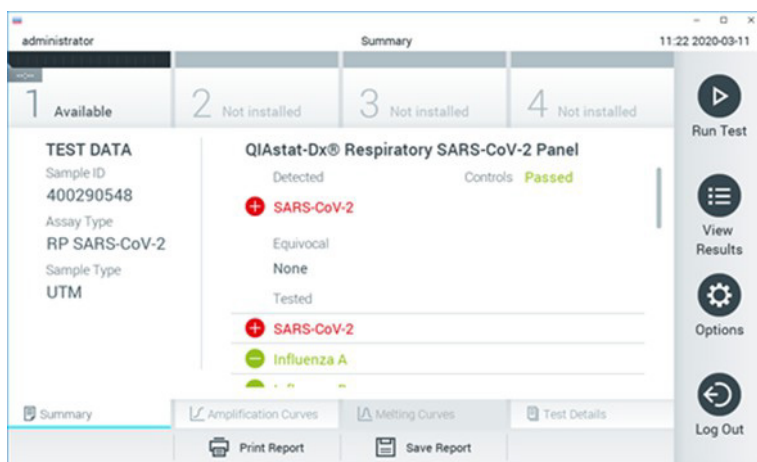 administrator Summary 11:22 2020-03-11
1 Available 2 Not installed 3 Not installed 4 Not installed
Run Test
TEST DATA
Sample ID
400290548
Assay Type
RP SARS-CoV-2
Sample Type
UTM
QIAstat-Dx® Respiratory SARS-CoV-2 Panel
Detected Controls Passed
SARS-CoV-2
Equivocal
None
Tested
SARS-CoV-2
Influenza A
View
Results
Options
Log Out
Summary Amplification Curves Melting Curves Test Details
Print Report Save Report